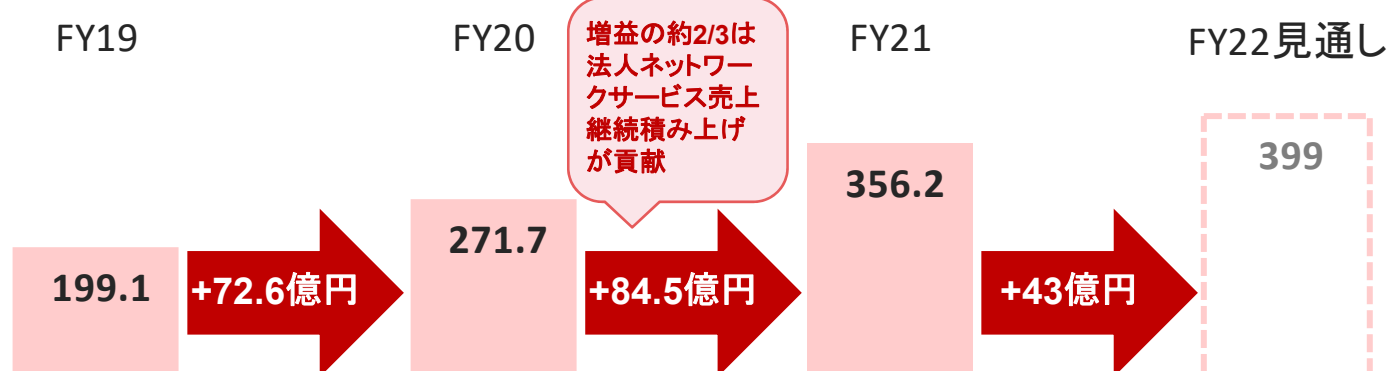 FY19
FY20
増益の約2/3は
法人ネットワー
クサービス売上
継続積み上げ
が貢献
FY21
FY22見通し
199.1
+72.6億円
271.7
+84.5億円
356.2
+43億円
399